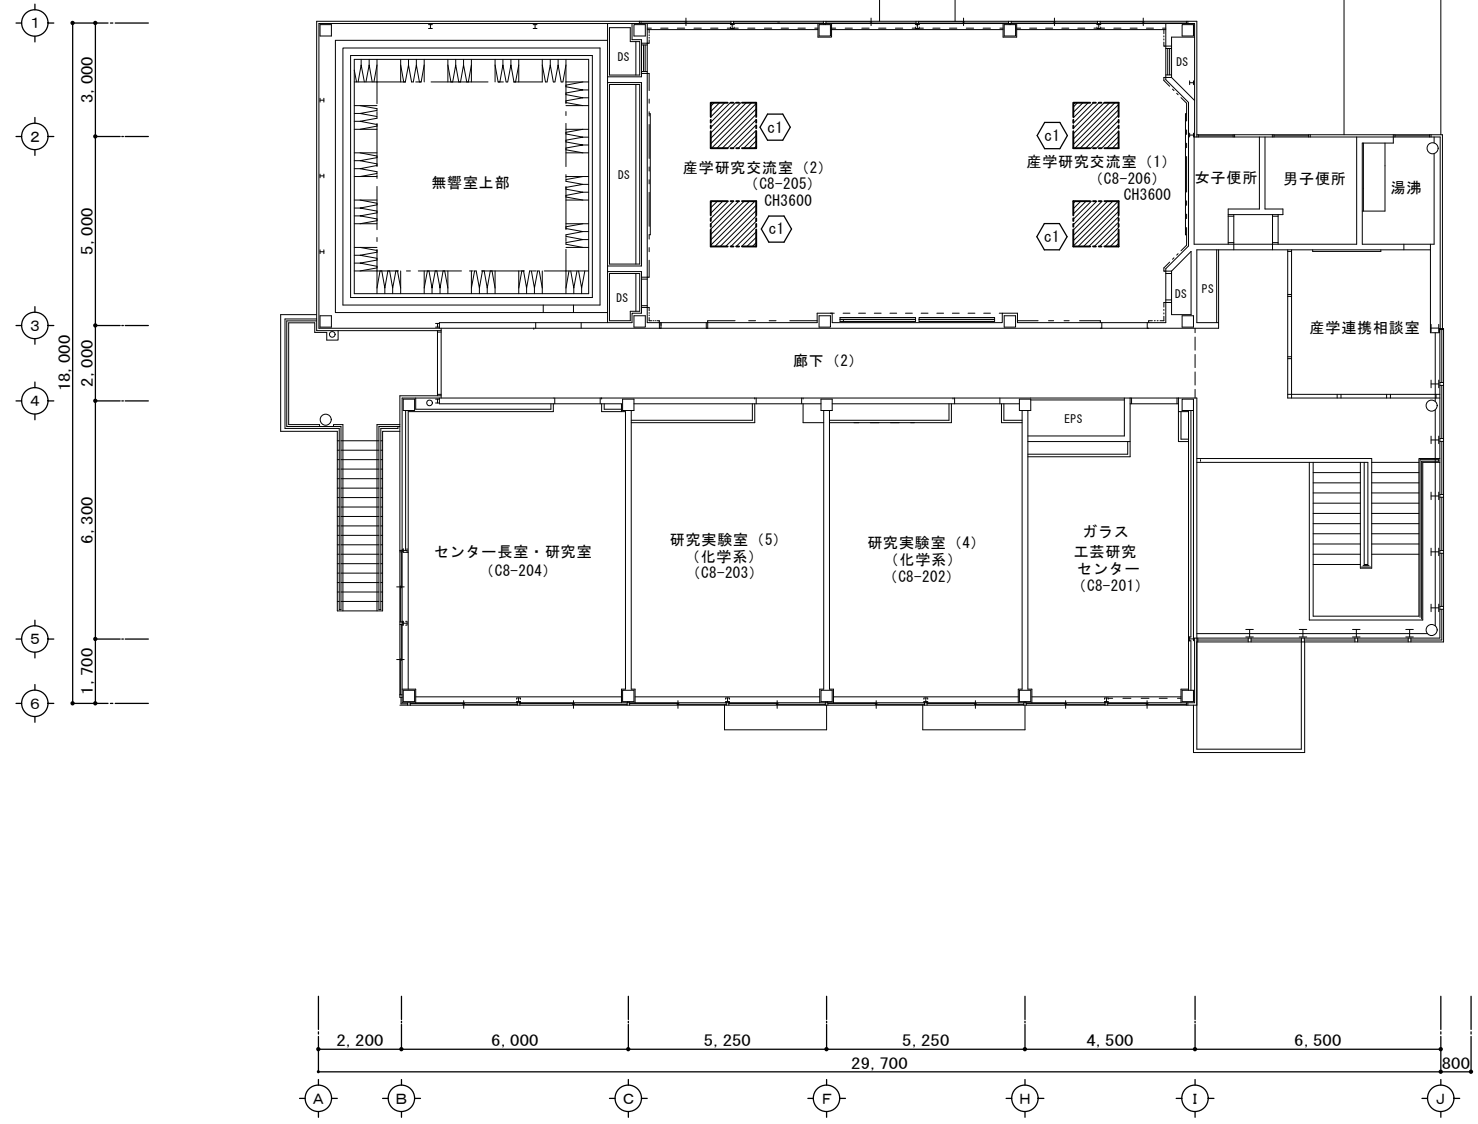 1
3,000
2
DS
DS
c1
c1
産学研究交流室（2）
（C8-205）
CH3600
産学研究交流室（1）
（C8-206）
CH3600
無響室上部
DS
女子便所
男子便所
湯沸
5,000
c1
c1
DS
DS
PS
3
産学連携相談室
18,000
2,000
廊下（2）
4
EPS
6,300
センター長室・研究室
（C8-204）
研究実験室（5）
（化学系）
（C8-203）
研究実験室（4）
（化学系）
（C8-202）
ガラス
工芸研究
センター
（C8-201）
5
1,700
6
2,200
6,000
5,250
5,250
4,500
6,500
29,700
800
A
B
C
F
H
I
J